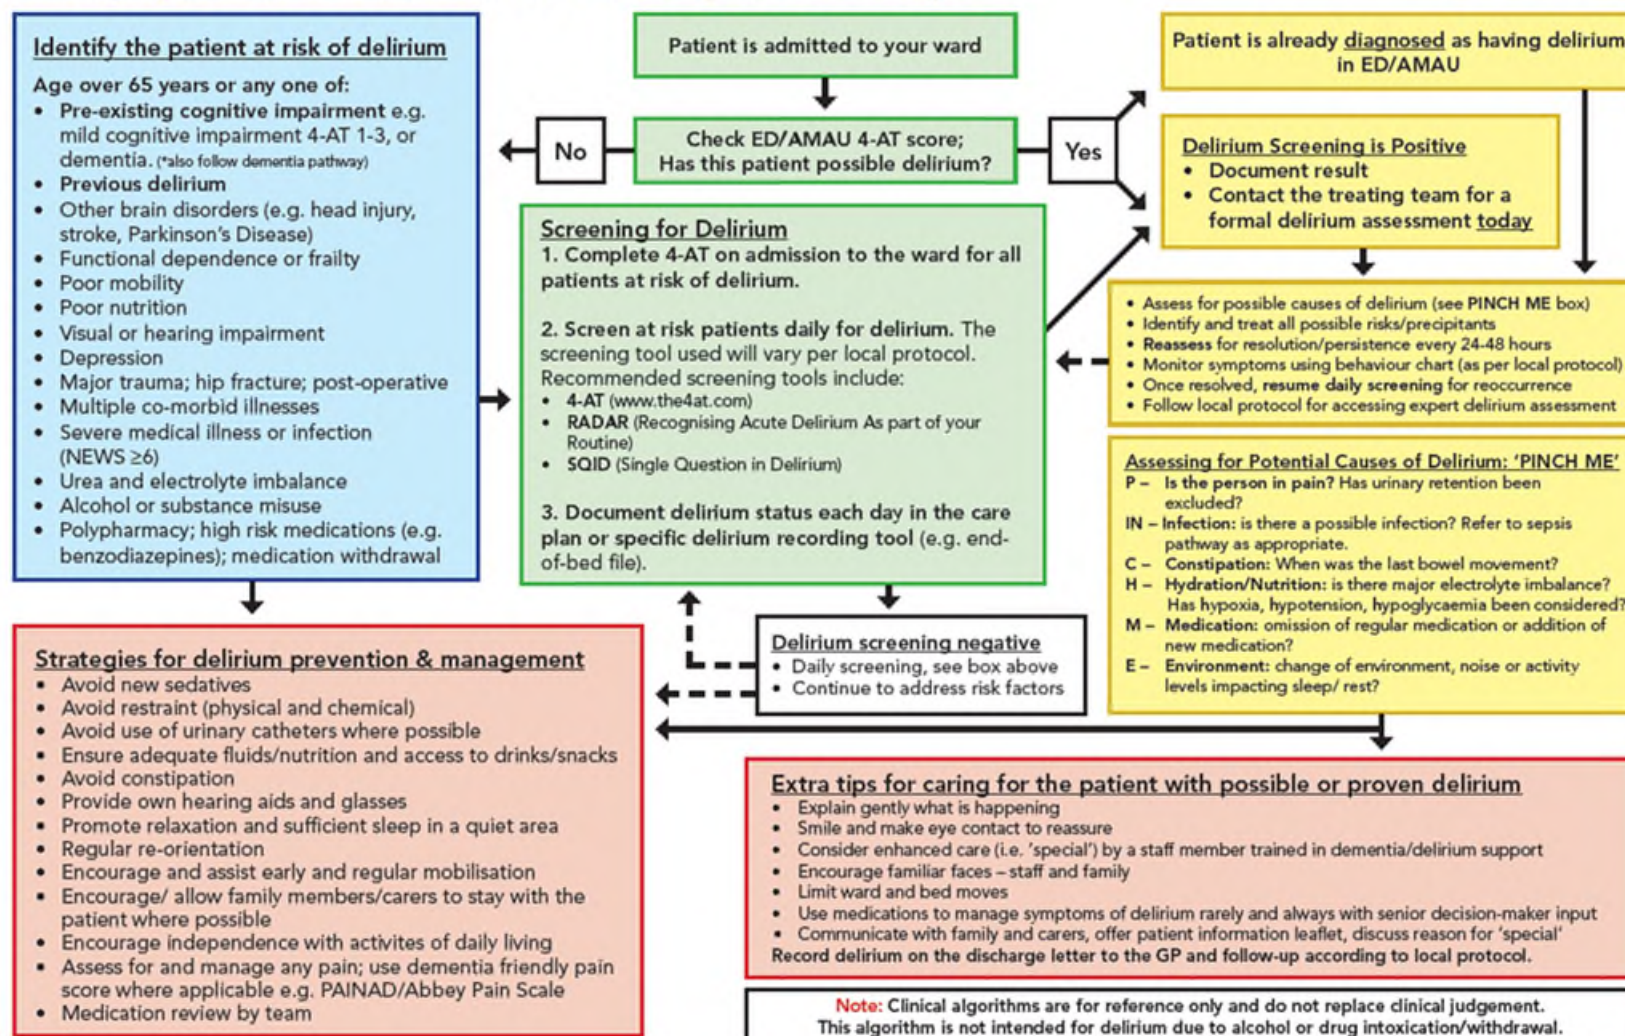 Identify the patient at risk of delirium
Age over 65 years or any one of:
• Pre-existing cognitive impairment e.g.
mild cognitive impairment 4-AT 1-3, or
dementia. (*also follow dementia pathway)
• Previous delirium
• Other brain disorders (e.g. head injury,
stroke, Parkinson's Disease)
• Functional dependence or frailty
• Poor mobility
• Poor nutrition
• Visual or hearing impairment
• Depression
• Major trauma; hip fracture; post-operative
• Multiple co-morbid illnesses
• Severe medical illness or infection
(NEWS ≥6)
• Urea and electrolyte imbalance
• Alcohol or substance misuse
• Polypharmacy; high risk medications (e.g.
benzodiazepines); medication withdrawal
Patient is admitted to your ward
No
Check ED/AMAU 4-AT score;
Has this patient possible delirium?
Yes
Patient is already diagnosed as having delirium
in ED/AMAU
Delirium Screening is Positive
• Document result
• Contact the treating team for a
formal delirium assessment today
Screening for Delirium
1. Complete 4-AT on admission to the ward for all
patients at risk of delirium.
2. Screen at risk patients daily for delirium. The
screening tool used will vary per local protocol.
Recommended screening tools include:
• 4-AT (www.the4at.com)
• RADAR (Recognising Acute Delirium As part of your
Routine)
• SQID (Single Question in Delirium)
3. Document delirium status each day in the care
plan or specific delirium recording tool (e.g. end-
of-bed file).
• Assess for possible causes of delirium (see PINCH ME box)
• Identify and treat all possible risks/precipitants
• Reassess for resolution/persistence every 24-48 hours
• Monitor symptoms using behaviour chart (as per local protocol)
• Once resolved, resume daily screening for reoccurrence
• Follow local protocol for accessing expert delirium assessment
Assessing for Potential Causes of Delirium: 'PINCH ME'
P – Is the person in pain? Has urinary retention been
excluded?
IN – Infection: is there a possible infection? Refer to sepsis
pathway as appropriate.
C – Constipation: When was the last bowel movement?
H – Hydration/Nutrition: is there major electrolyte imbalance?
Has hypoxia, hypotension, hypoglycaemia been considered?
M – Medication: omission of regular medication or addition of
new medication?
E – Environment: change of environment, noise or activity
levels impacting sleep/ rest?
Delirium screening negative
• Daily screening, see box above
• Continue to address risk factors
Strategies for delirium prevention & management
• Avoid new sedatives
• Avoid restraint (physical and chemical)
• Avoid use of urinary catheters where possible
• Ensure adequate fluids/nutrition and access to drinks/snacks
• Avoid constipation
• Provide own hearing aids and glasses
• Promote relaxation and sufficient sleep in a quiet area
• Regular re-orientation
• Encourage and assist early and regular mobilisation
• Encourage/ allow family members/carers to stay with the
patient where possible
• Encourage independence with activites of daily living
• Assess for and manage any pain; use dementia friendly pain
score where applicable e.g. PAINAD/Abbey Pain Scale
• Medication review by team
Extra tips for caring for the patient with possible or proven delirium
• Explain gently what is happening
• Smile and make eye contact to reassure
• Consider enhanced care (i.e. 'special') by a staff member trained in dementia/delirium support
• Encourage familiar faces – staff and family
• Limit ward and bed moves
• Use medications to manage symptoms of delirium rarely and always with senior decision-maker input
• Communicate with family and carers, offer patient information leaflet, discuss reason for 'special'
Record delirium on the discharge letter to the GP and follow-up according to local protocol.
Note: Clinical algorithms are for reference only and do not replace clinical judgement.
This algorithm is not intended for delirium due to alcohol or drug intoxication/withdrawal.